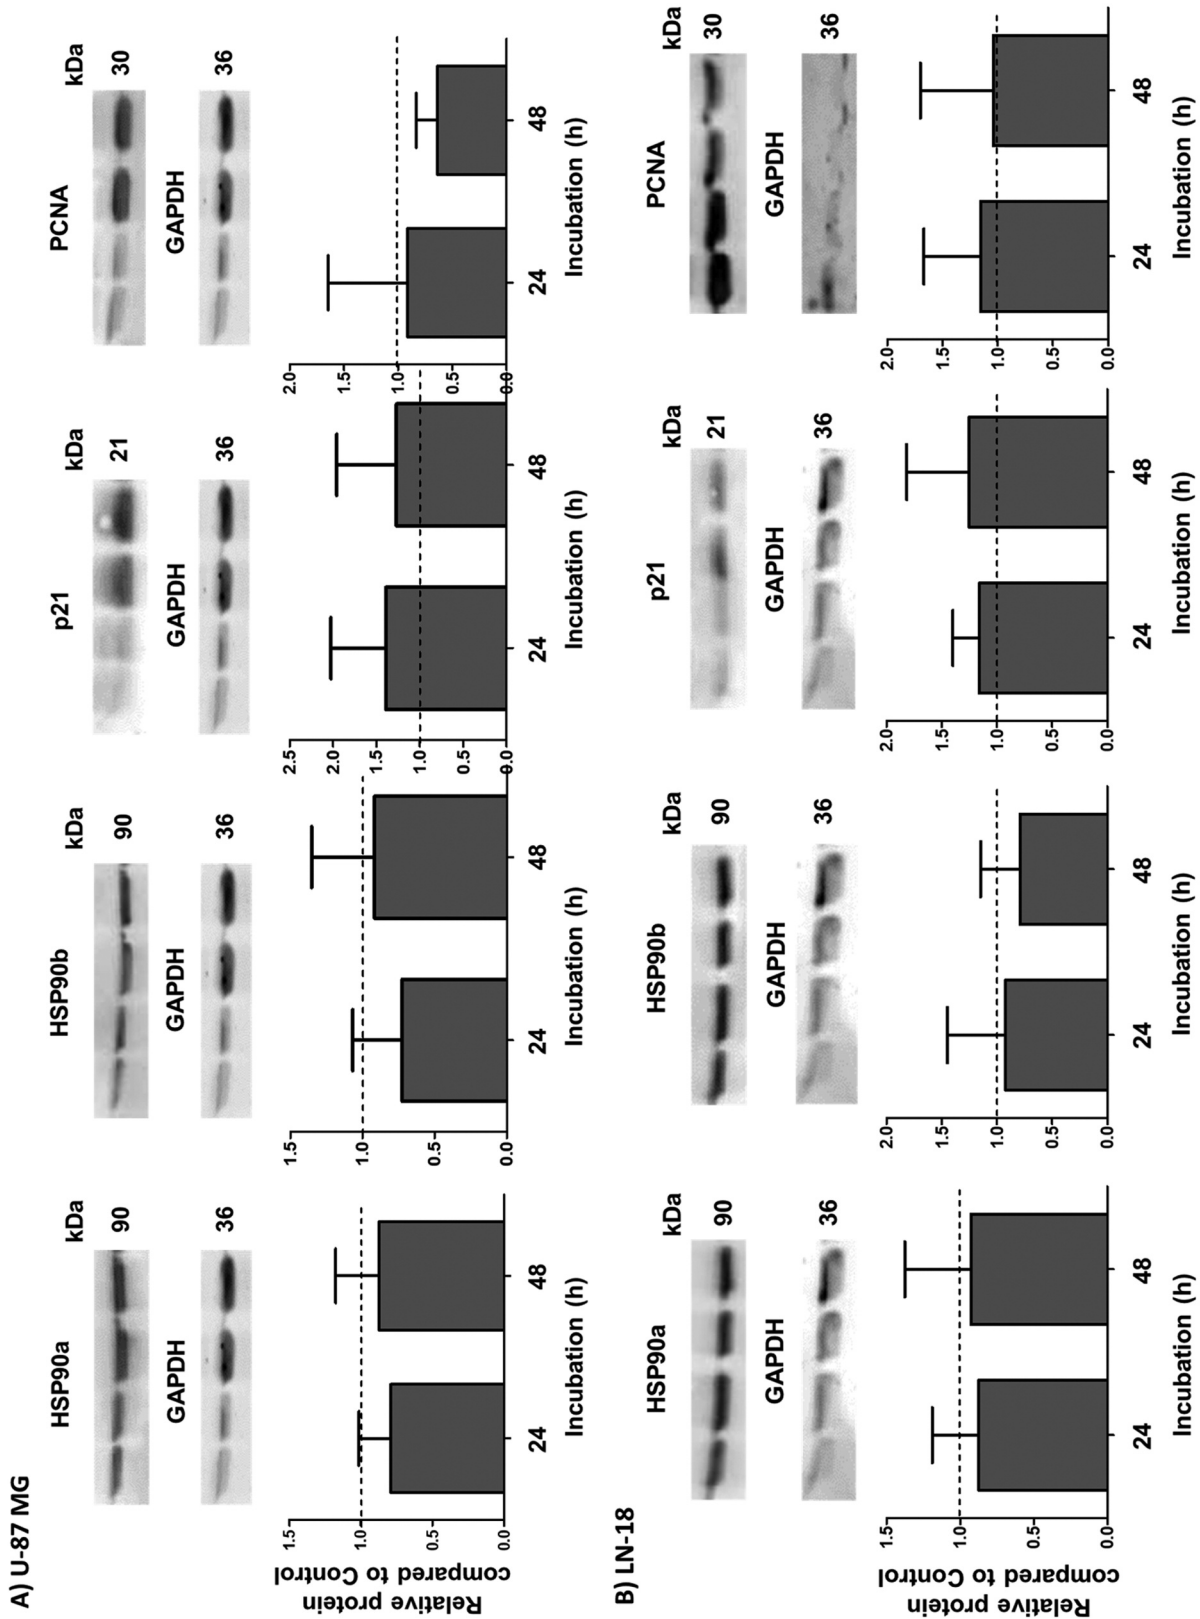 A) U-87 MG
HSP90a
kDa
90
GAPDH
36
Relative protein
compared to Control
1.5
1.0
0.5
0.0
24
48
Incubation (h)
HSP90b
kDa
90
GAPDH
36
1.5
1.0
0.5
0.0
24
48
Incubation (h)
p21
kDa
21
GAPDH
36
2.5
2.0
1.5
1.0
0.5
0.0
24
48
Incubation (h)
PCNA
kDa
30
GAPDH
36
2.0
1.5
1.0
0.5
0.0
24
48
Incubation (h)
B) LN-18
HSP90a
kDa
90
GAPDH
36
Relative protein
compared to Control
1.5
1.0
0.5
0.0
24
48
Incubation (h)
HSP90b
kDa
90
GAPDH
36
2.0
1.5
1.0
0.5
0.0
24
48
Incubation (h)
p21
kDa
21
GAPDH
36
2.0
1.5
1.0
0.5
0.0
24
48
Incubation (h)
PCNA
kDa
30
GAPDH
36
2.0
1.5
1.0
0.5
0.0
24
48
Incubation (h)